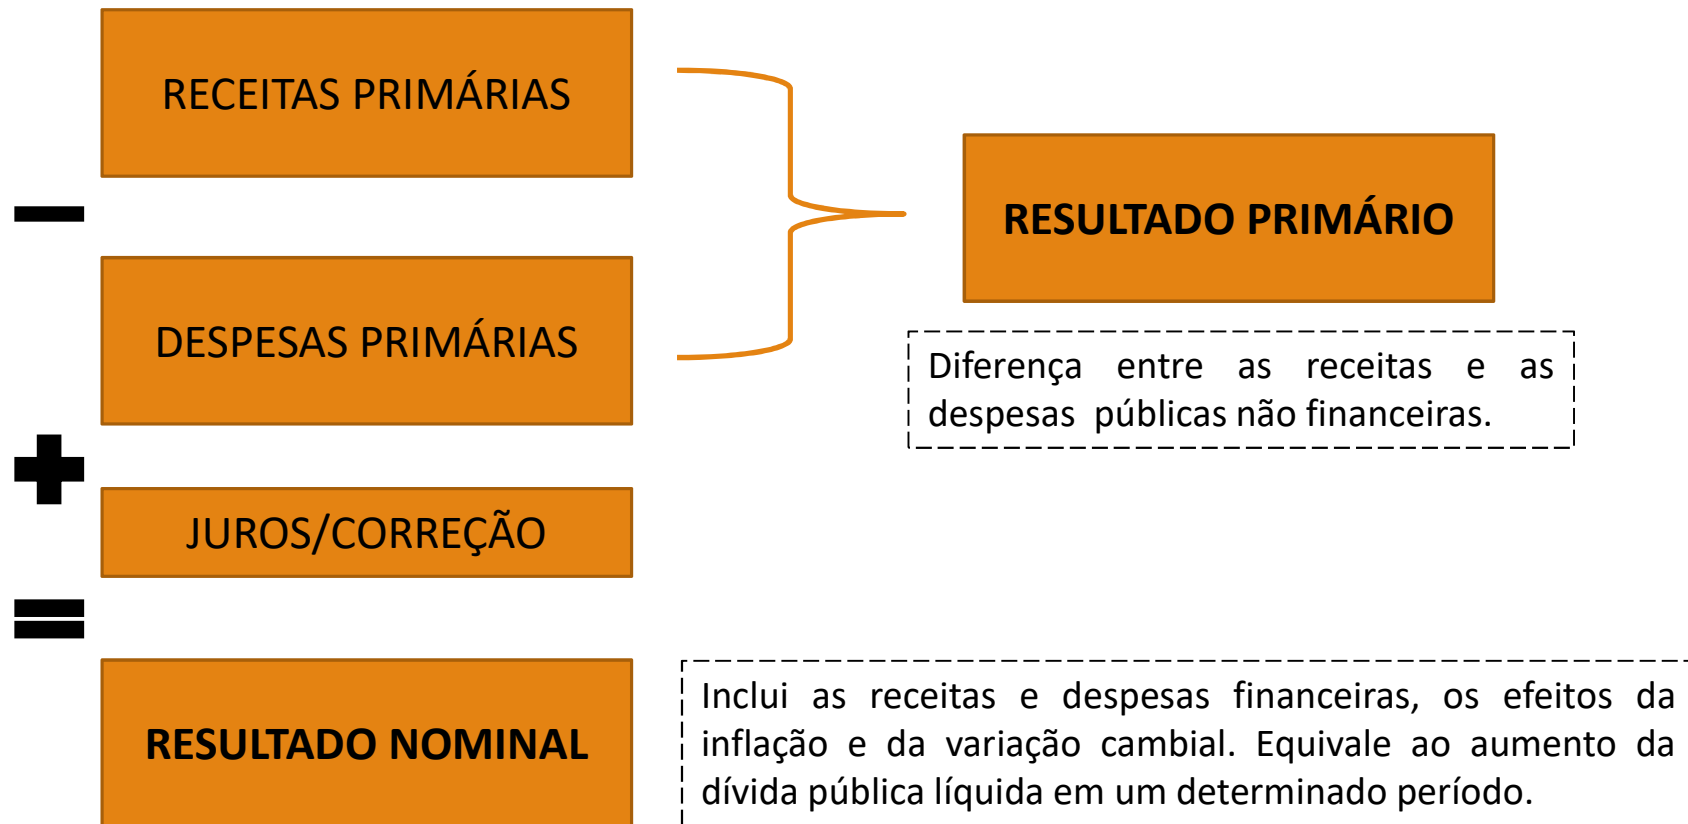 RECEITAS PRIMÁRIAS
RESULTADO PRIMÁRIO
DESPESAS PRIMÁRIAS
Diferença entre as receitas e as
despesas públicas não financeiras.
JUROS/CORREÇÃO
RESULTADO NOMINAL
Inclui as receitas e despesas financeiras, os efeitos da
inflação e da variação cambial. Equivale ao aumento da
dívida pública líquida em um determinado período.